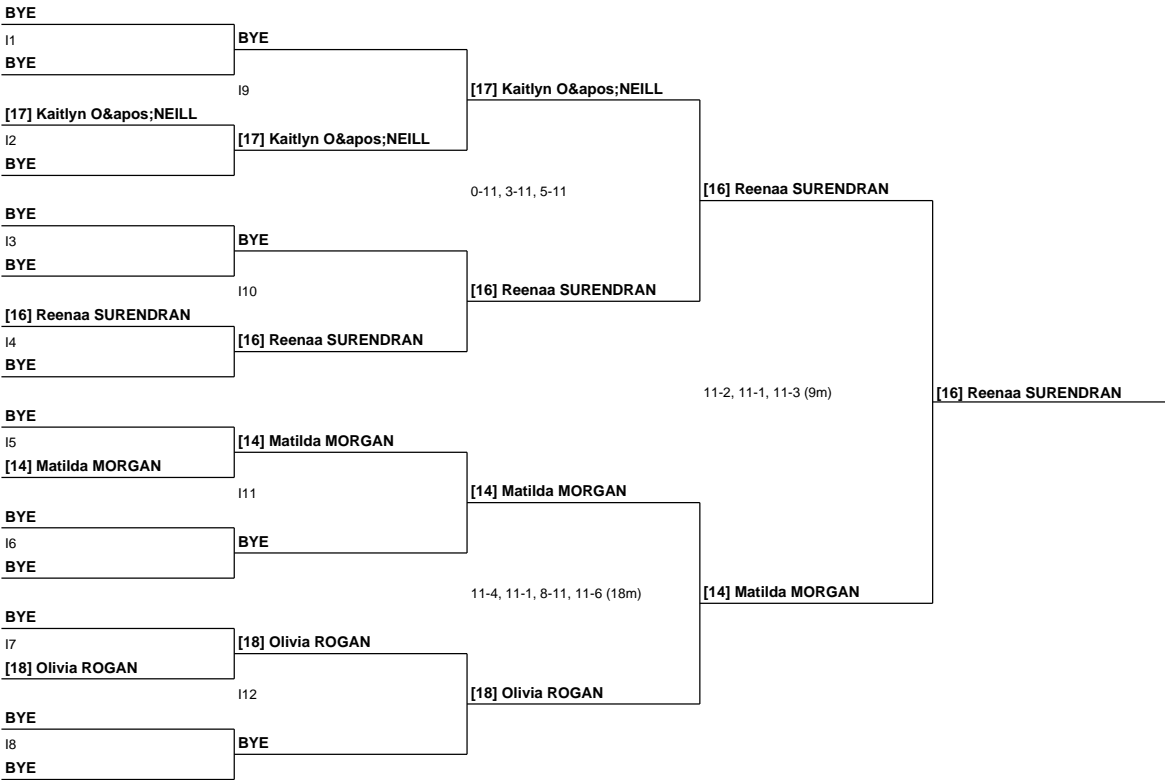 BYE
I1
BYE
BYE
I9
[17] Kaitlyn O&apos;NEILL
[17] Kaitlyn O&apos;NEILL
I2
[17] Kaitlyn O&apos;NEILL
BYE
0-11, 3-11, 5-11
[16] Reenaa SURENDRAN
BYE
I3
BYE
BYE
I10
[16] Reenaa SURENDRAN
[16] Reenaa SURENDRAN
I4
[16] Reenaa SURENDRAN
BYE
11-2, 11-1, 11-3 (9m)
[16] Reenaa SURENDRAN
BYE
I5
[14] Matilda MORGAN
[14] Matilda MORGAN
I11
[14] Matilda MORGAN
BYE
I6
BYE
BYE
11-4, 11-1, 8-11, 11-6 (18m)
[14] Matilda MORGAN
BYE
I7
[18] Olivia ROGAN
[18] Olivia ROGAN
I12
[18] Olivia ROGAN
BYE
I8
BYE
BYE